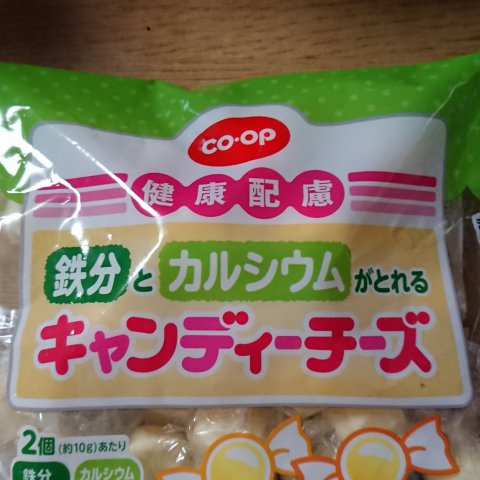 CO·OP
健康配慮
鉄分とカルシウムがとれる
キャンディーチーズ
2個(約10g)あたり
鉄分 カルシウム